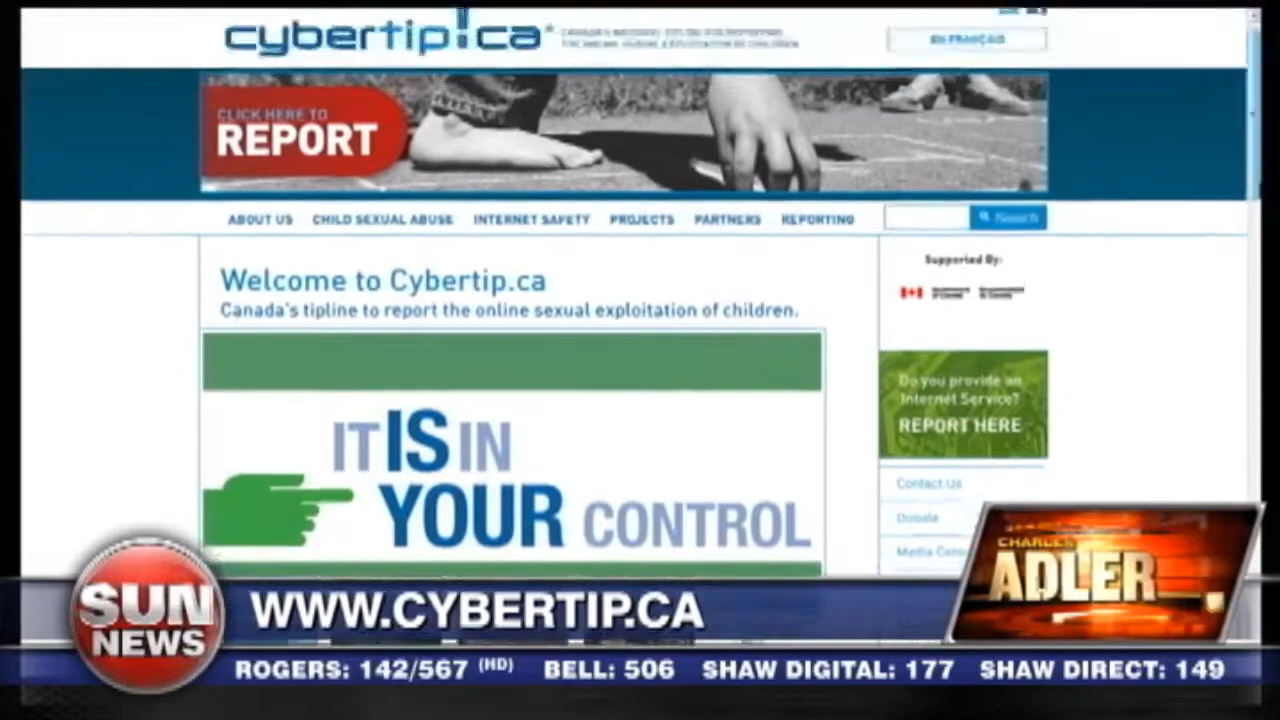 cybertip!ca
EN FRANÇAIS
CLICK HERE TO
REPORT
ABOUT US CHILD SEXUAL ABUSE INTERNET SAFETY PROJECTS PARTNERS REPORTING
Search
Welcome to Cybertip.ca
Canada's tipline to report the online sexual exploitation of children.
Supported By:
Do you provide an
Internet Service?
REPORT HERE
IT IS IN
YOUR CONTROL
Contact Us
Donate
Media
CHARLES
ADLER
SUN
NEWS
WWW.CYBERTIP.CA
ROGERS: 142/567 (HD) BELL: 506 SHAW DIGITAL: 177 SHAW DIRECT: 149